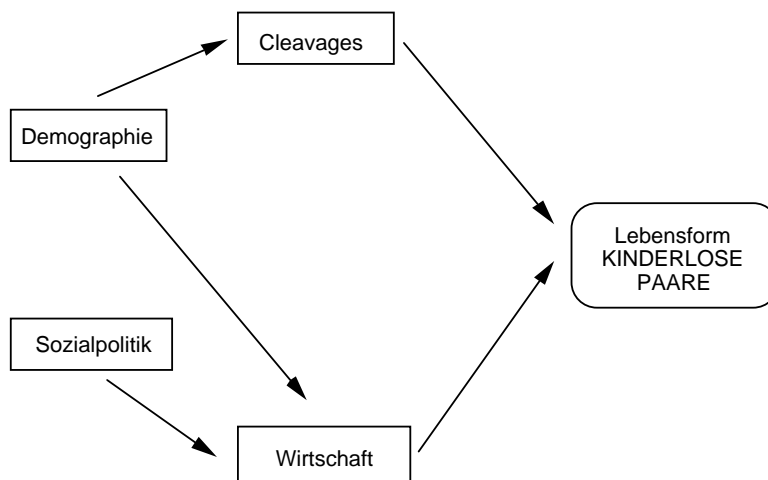 Cleavages
Demographie
Lebensform
KINDERLOSE
PAARE
Sozialpolitik
Wirtschaft